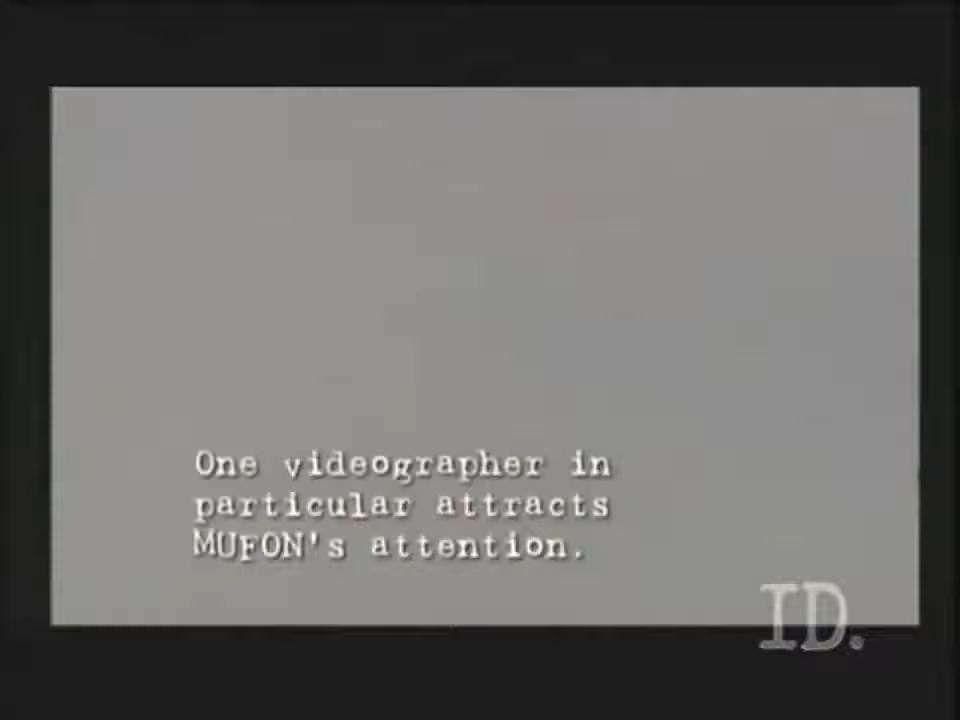 One videographer in
particular attracts
MUFON's attention.
ID.